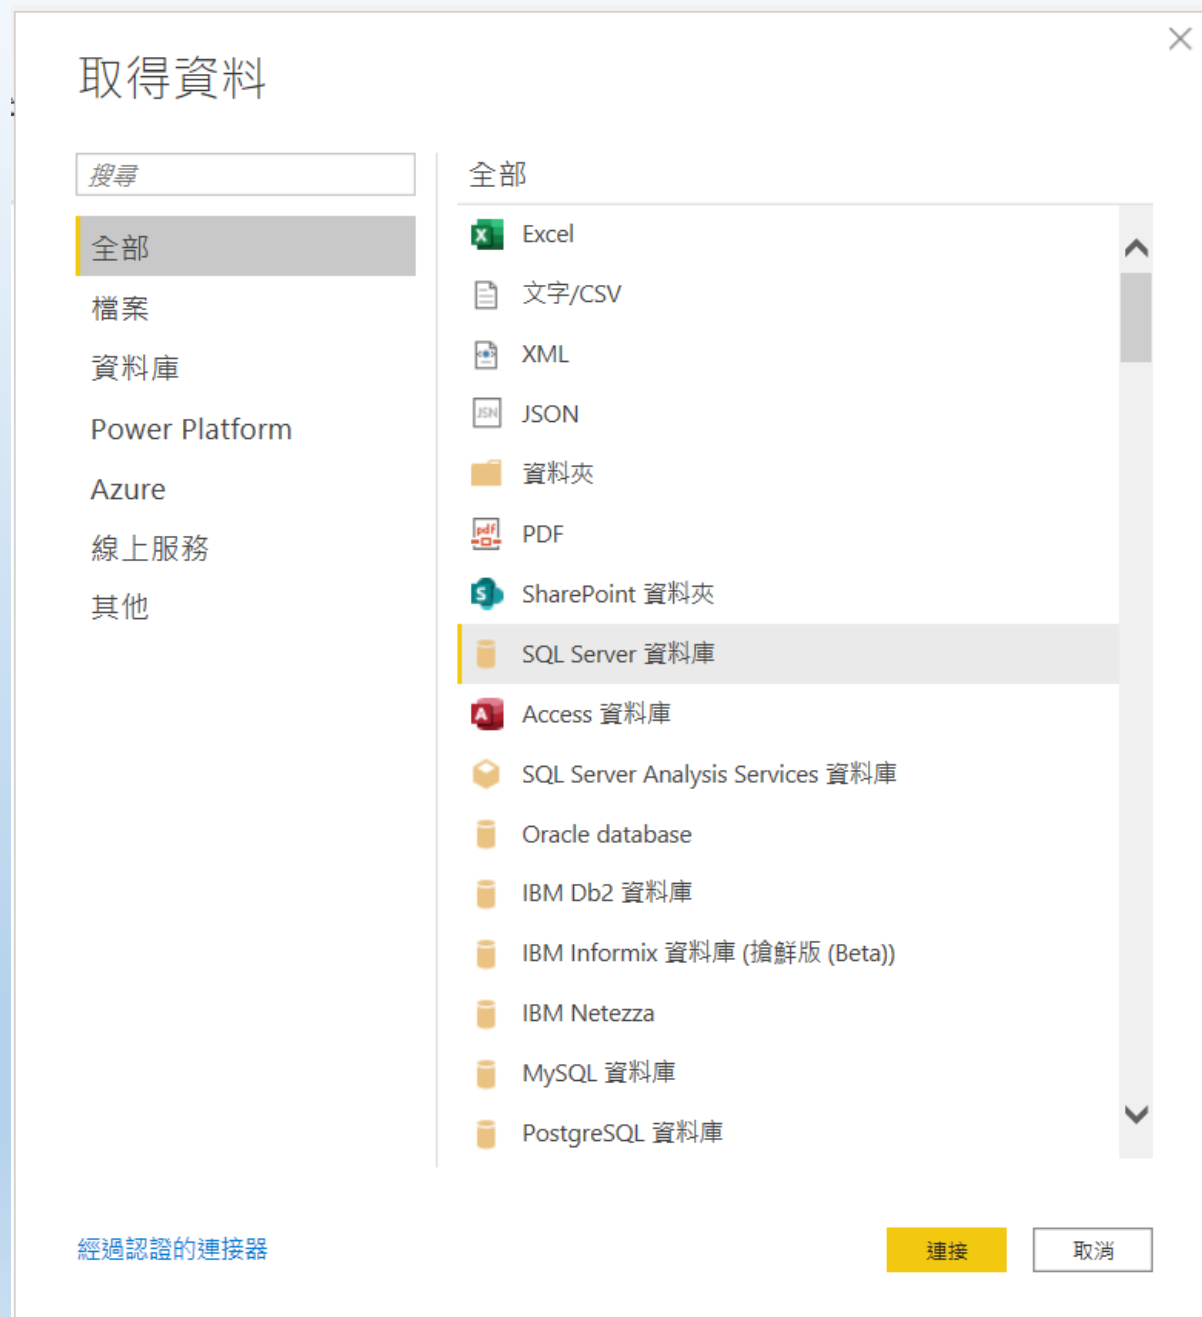 取得資料
搜尋
全部
檔案
資料庫
Power Platform
Azure
線上服務
其他
全部
Excel
文字/CSV
XML
JSN JSON
資料夾
pdf PDF
SharePoint 資料夾
SQL Server 資料庫
Access 資料庫
SQL Server Analysis Services 資料庫
Oracle database
IBM Db2 資料庫
IBM Informix 資料庫 (搶鮮版 (Beta))
IBM Netezza
MySQL 資料庫
PostgreSQL 資料庫
經過認證的連接器
連接
取消